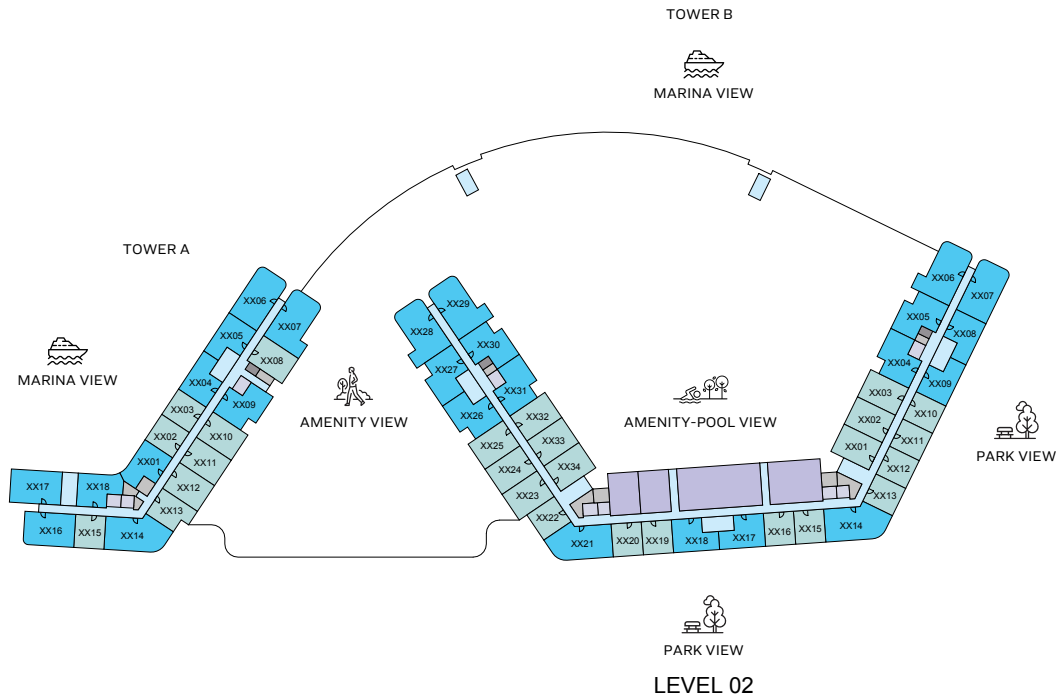 TOWER B
MARINA VIEW
TOWER A
MARINA VIEW
AMENITY VIEW
AMENITY-POOL VIEW
PARK VIEW
XX06
XX05
XX04
XX03
XX02
XX01
XX07
XX08
XX09
XX10
XX11
XX12
XX13
XX17
XX18
XX16
XX15
XX14
XX29
XX28
XX30
XX27
XX31
XX26
XX32
XX25
XX33
XX24
XX34
XX23
XX22
XX21
XX20
XX19
XX18
XX17
XX16
XX15
XX14
XX06
XX07
XX05
XX08
XX04
XX09
XX03
XX10
XX02
XX11
XX01
XX12
XX13
PARK VIEW
LEVEL 02